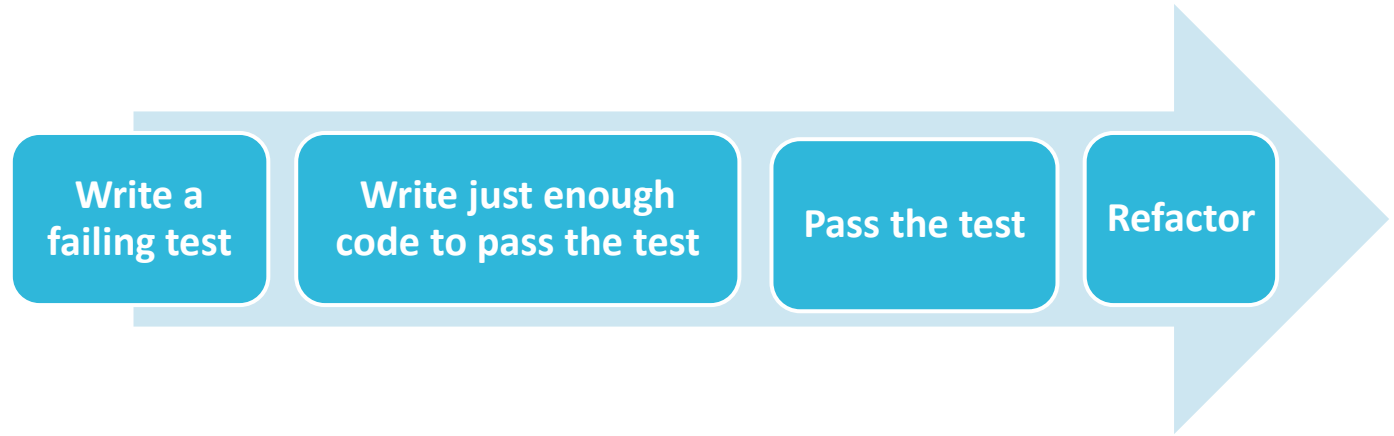 Write a
failing test
Write just enough
code to pass the test
Pass the test
Refactor